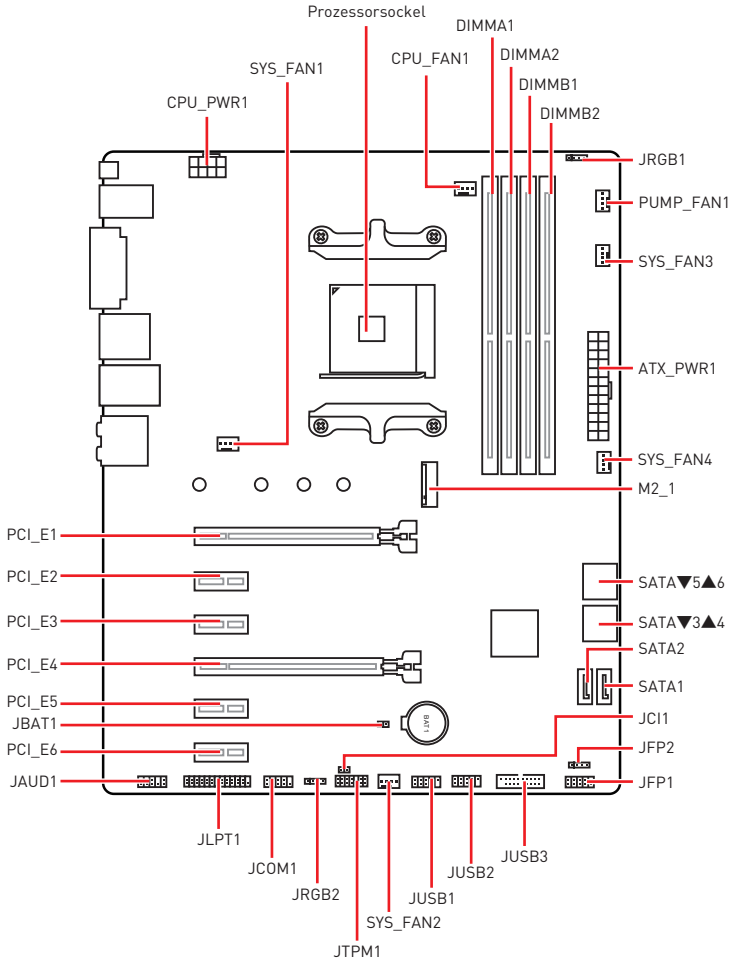 Prozessorsockel
DIMMA1
CPU_FAN1
DIMMA2
SYS_FAN1
DIMMB1
CPU_PWR1
DIMMB2
JRGB1
PUMP_FAN1
SYS_FAN3
ATX_PWR1
SYS_FAN4
M2_1
PCI_E1
PCI_E2
SATA▼5▲6
PCI_E3
SATA▼3▲4
SATA2
PCI_E4
SATA1
PCI_E5
JCI1
JBAT1
BAT1
PCI_E6
JFP2
JAUD1
JFP1
JLPT1
JCOM1
JRGB2
JTPM1
SYS_FAN2
JUSB1
JUSB2
JUSB3